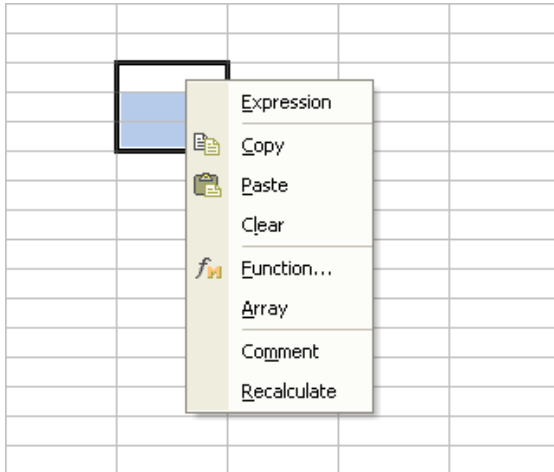 Expression
Copy
Paste
Clear
Function...
Array
Comment
Recalculate